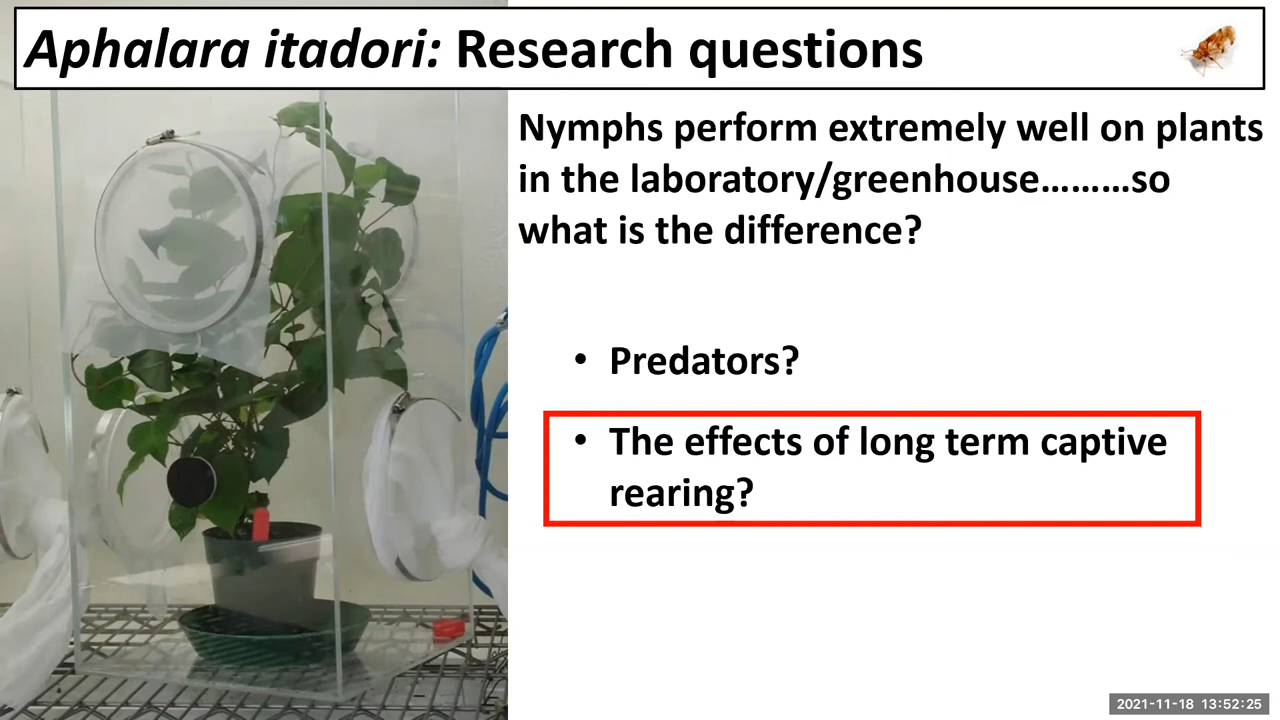 Aphalara itadori: Research questions
Nymphs perform extremely well on plants
in the laboratory/greenhouse………so
what is the difference?
• Predators?
• The effects of long term captive
rearing?
2021-11-18 13:52:25